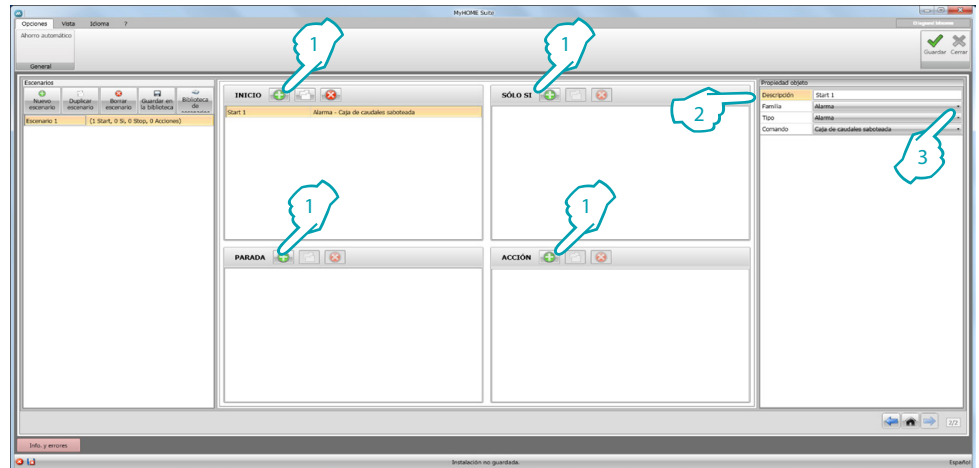 MyHOME Suite
Opciones Vista Idioma ?
Ahorro automático
Guardar Cerrar
General
Escenarios
Nuevo escenario
Duplicar escenario
Borrar escenario
Guardar en la biblioteca
Biblioteca de
Escenario 1 (1 Start, 0 Si, 0 Stop, 0 Acciones)
INICIO
Start 1 Alarma - Caja de caudales saboteada
SÓLO SI
PARADA
ACCIÓN
1
1
1
1
2
3
Propiedad objeto
Descripción Start 1
Familia Alarma
Tipo Alarma
Comando Caja de caudales saboteada
2/2
Info. y errores
Instalación no guardada.
Español